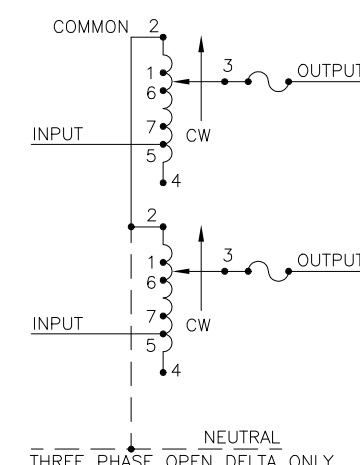 COMMON 2
1
3
OUTPUT
6
7
CW
INPUT
5
4
2
1
3
OUTPUT
6
7
CW
INPUT
5
4
NEUTRAL
THREE PHASE OPEN DELTA ONLY